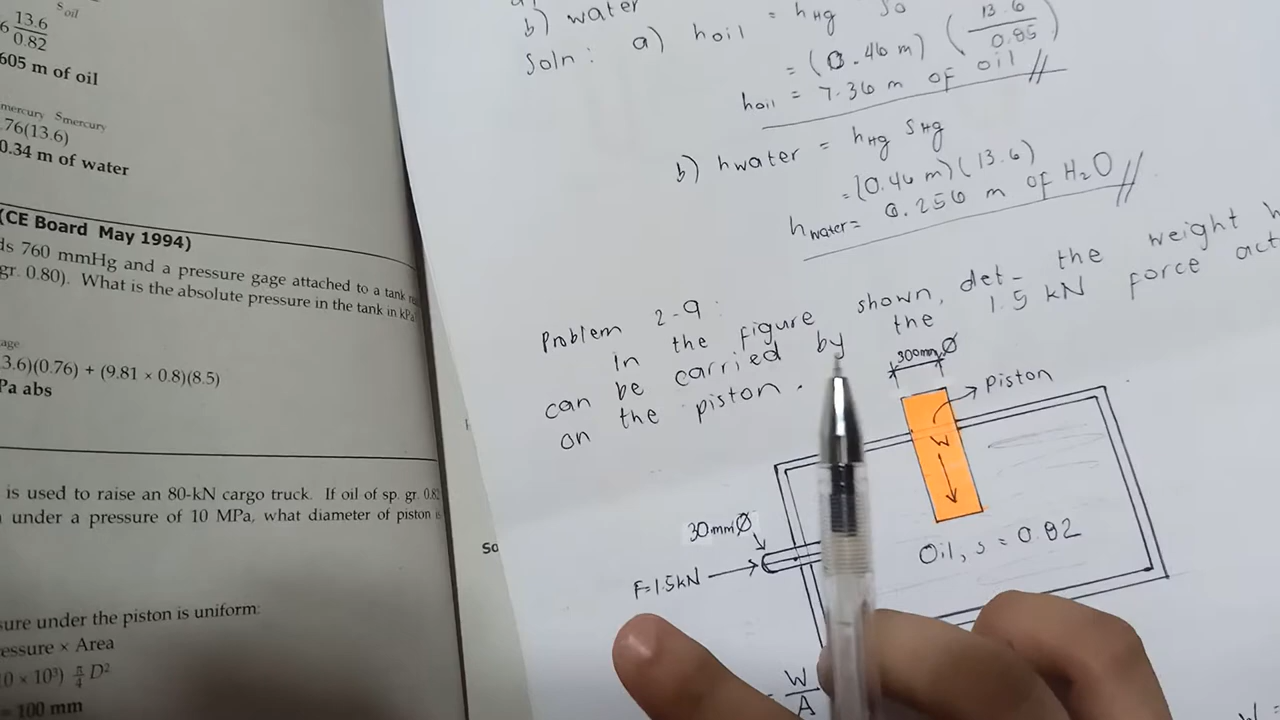 Soil
6 13.6
0.82
605 m of oil
mercury Smercury
.76(13.6)
0.34 m of water
(CE Board May 1994)
ds 760 mmHg and a pressure gage attached to a tank
gr. 0.80). What is the absolute pressure in the tank in kPa
age
3.6)(0.76) + (9.81 × 0.8)(8.5)
Pa abs
is used to raise an 80-kN cargo truck. If oil of sp. gr. 0.82
under a pressure of 10 MPa, what diameter of piston is
sure under the piston is uniform:
essure × Area
0 × 10³) π/4 D²
= 100 mm
So
b) water
Soln: a) hoil = hHg
= (0.46 m) (13.6/0.85)
hoil = 7.36 m of oil //
b) hwater = hHg SHg
= (0.46 m)(13.6)
hwater = 6.256 m of H2O //
Problem 2-9:
in the figure shown, det- the weight
can be carried by the 1.5 kN force
on the piston.
300mm Ø
Piston
W
30mm Ø
F=1.5kN
Oil, s = 0.82
W
A